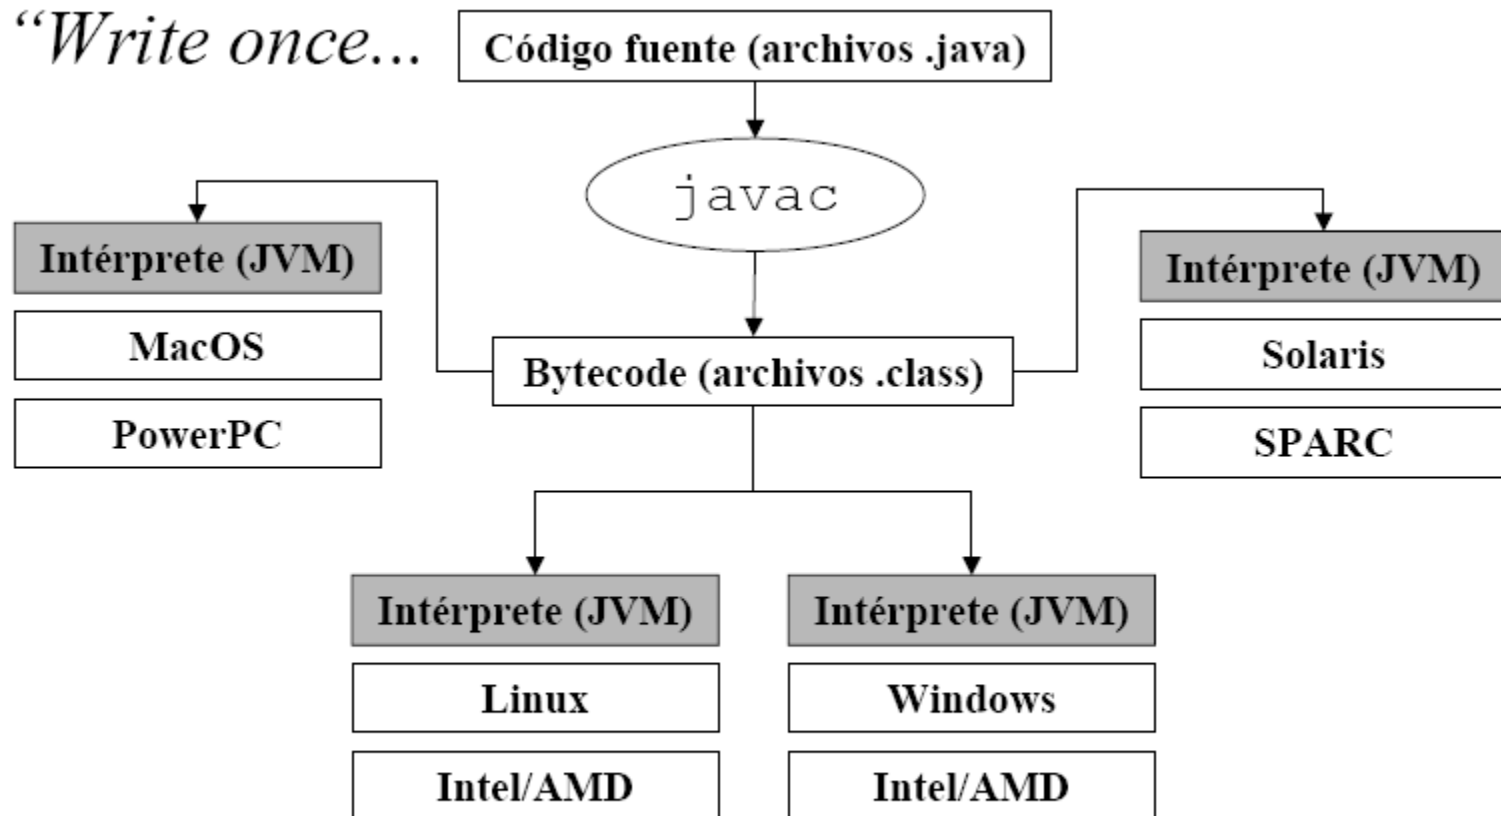 “Write once...
Código fuente (archivos .java)
javac
Intérprete (JVM)
MacOS
PowerPC
Bytecode (archivos .class)
Intérprete (JVM)
Solaris
SPARC
Intérprete (JVM)
Linux
Intel/AMD
Intérprete (JVM)
Windows
Intel/AMD